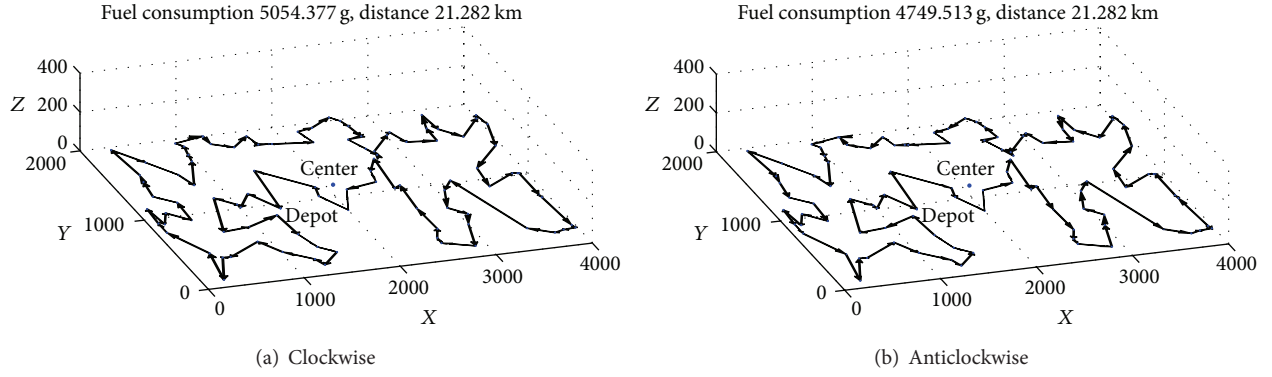 Fuel consumption 5054.377 g, distance 21.282 km
400
Z 200
0
2000
Center
Depot
Y 1000
0
0
1000
2000
3000
4000
X
(a) Clockwise
Fuel consumption 4749.513 g, distance 21.282 km
400
Z 200
0
2000
Center
Depot
Y 1000
0
0
1000
2000
3000
4000
X
(b) Anticlockwise